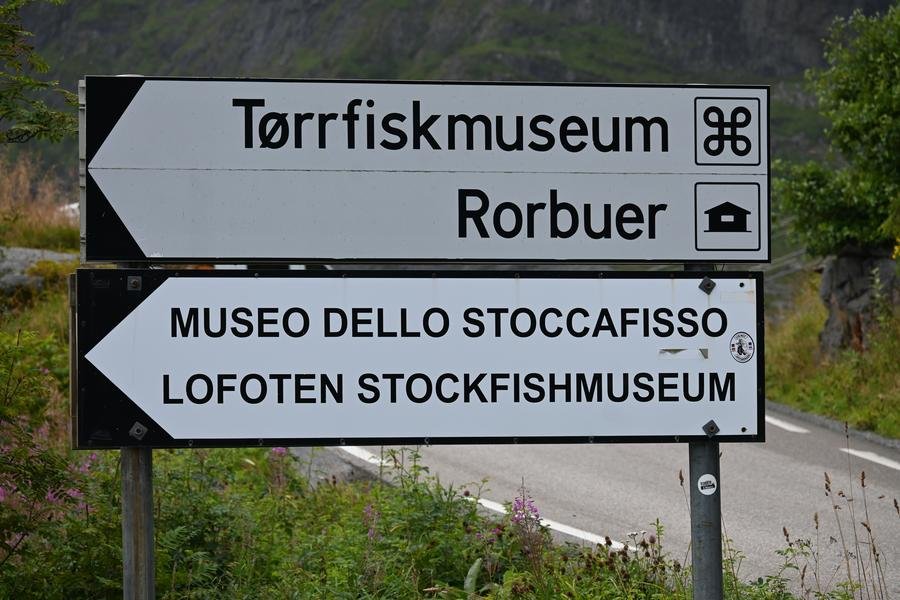 Tørrfiskmuseum
Rorbuer
MUSEO DELLO STOCCAFISSO
LOFOTEN STOCKFISHMUSEUM